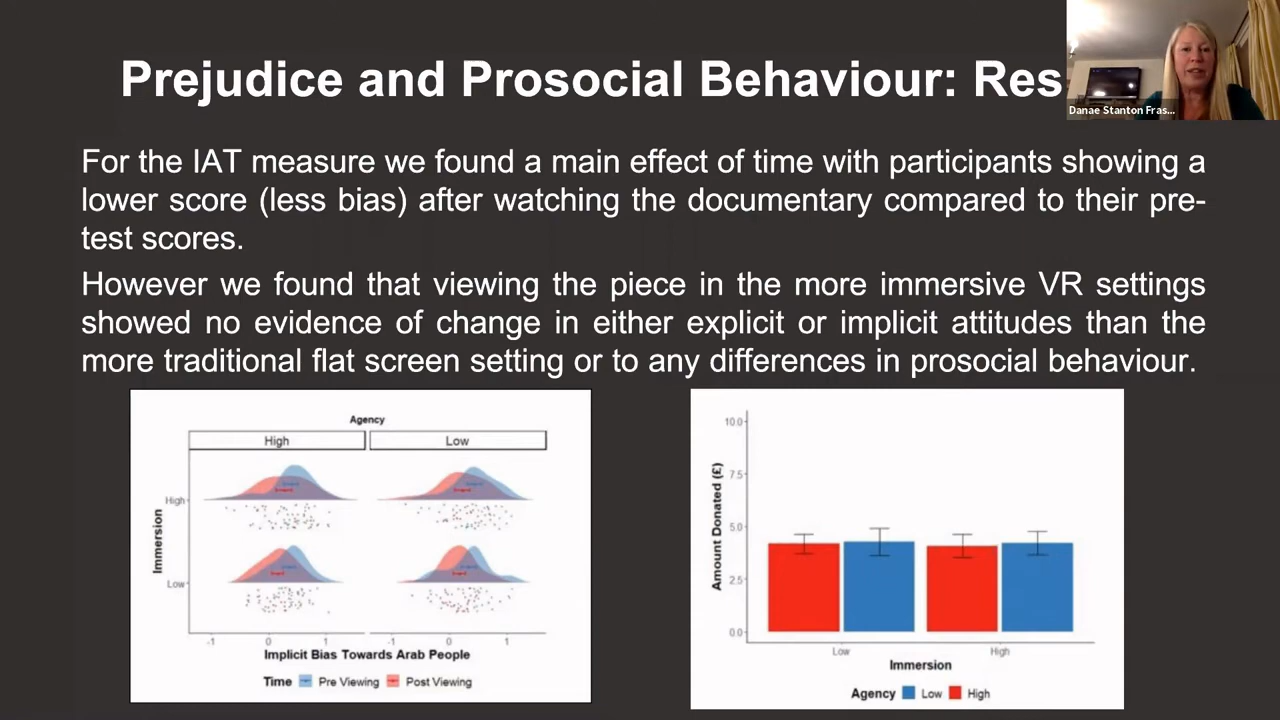 Prejudice and Prosocial Behaviour: Res
Danae Stanton Fras...
For the IAT measure we found a main effect of time with participants showing a
lower score (less bias) after watching the documentary compared to their pre-
test scores.
However we found that viewing the piece in the more immersive VR settings
showed no evidence of change in either explicit or implicit attitudes than the
more traditional flat screen setting or to any differences in prosocial behaviour.
Agency
High
Low
Immersion
High
Low
-1
0
1
-1
0
1
Implicit Bias Towards Arab People
Time Pre Viewing Post Viewing
Amount Donated (£)
10.0
7.5
5.0
2.5
0.0
Low
High
Immersion
Agency Low High